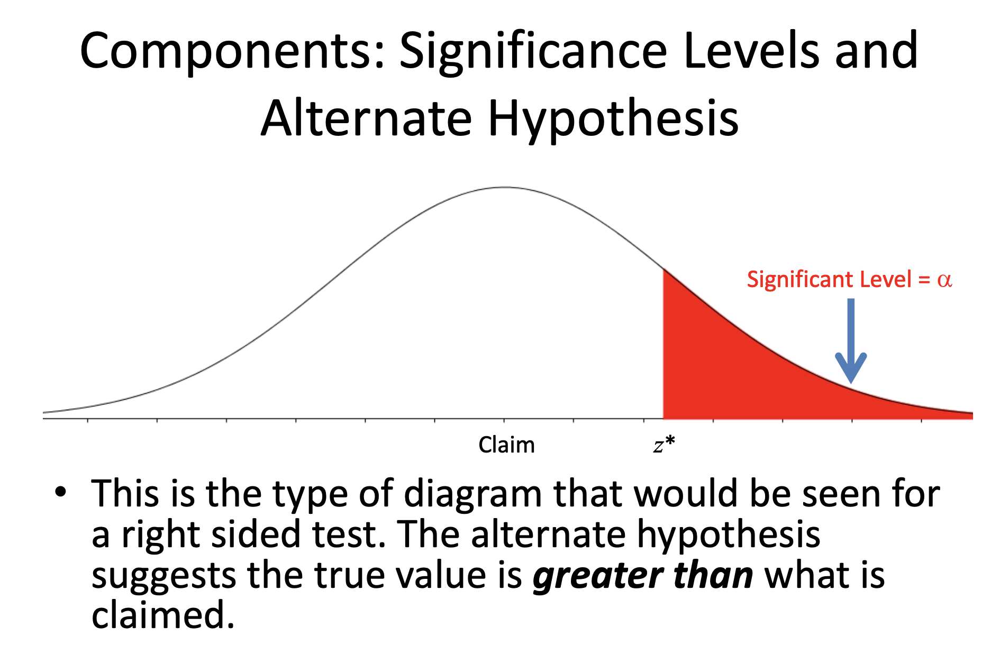 Components: Significance Levels and
Alternate Hypothesis
Significant Level = α
Claim
z*
• This is the type of diagram that would be seen for
a right sided test. The alternate hypothesis
suggests the true value is greater than what is
claimed.